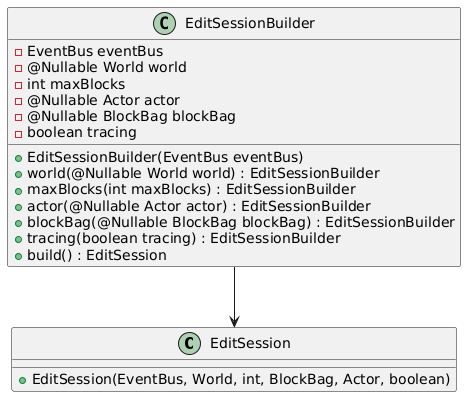 C EditSessionBuilder
EventBus eventBus
@Nullable World world
int maxBlocks
@Nullable Actor actor
@Nullable BlockBag blockBag
boolean tracing
EditSessionBuilder(EventBus eventBus)
world(@Nullable World world) : EditSessionBuilder
maxBlocks(int maxBlocks) : EditSessionBuilder
actor(@Nullable Actor actor) : EditSessionBuilder
blockBag(@Nullable BlockBag blockBag) : EditSessionBuilder
tracing(boolean tracing) : EditSessionBuilder
build() : EditSession
C EditSession
EditSession(EventBus, World, int, BlockBag, Actor, boolean)